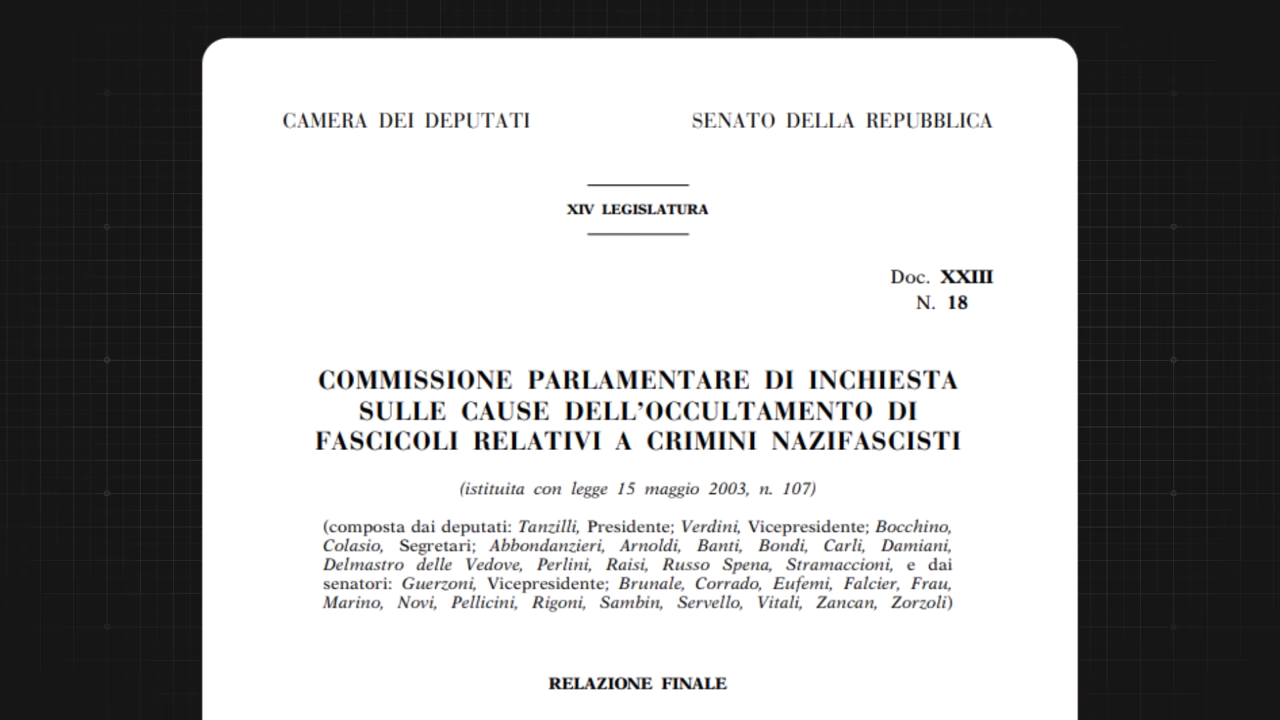 CAMERA DEI DEPUTATI SENATO DELLA REPUBBLICA
XIV LEGISLATURA
Doc. XXIII
N. 18
COMMISSIONE PARLAMENTARE DI INCHIESTA
SULLE CAUSE DELL'OCCULTAMENTO DI
FASCICOLI RELATIVI A CRIMINI NAZIFASCISTI
(istituita con legge 15 maggio 2003, n. 107)
(composta dai deputati: Tanzilli, Presidente; Verdini, Vicepresidente; Bocchino,
Colasio, Segretari; Abbondanzieri, Arnoldi, Banti, Bondi, Carli, Damiani,
Delmastro delle Vedove, Perlini, Raisi, Russo Spena, Stramaccioni, e dai
senatori: Guerzoni, Vicepresidente; Brunale, Corrado, Eufemi, Falcier, Frau,
Marino, Novi, Pellicini, Rigoni, Sambin, Servello, Vitali, Zancan, Zorzoli)
RELAZIONE FINALE